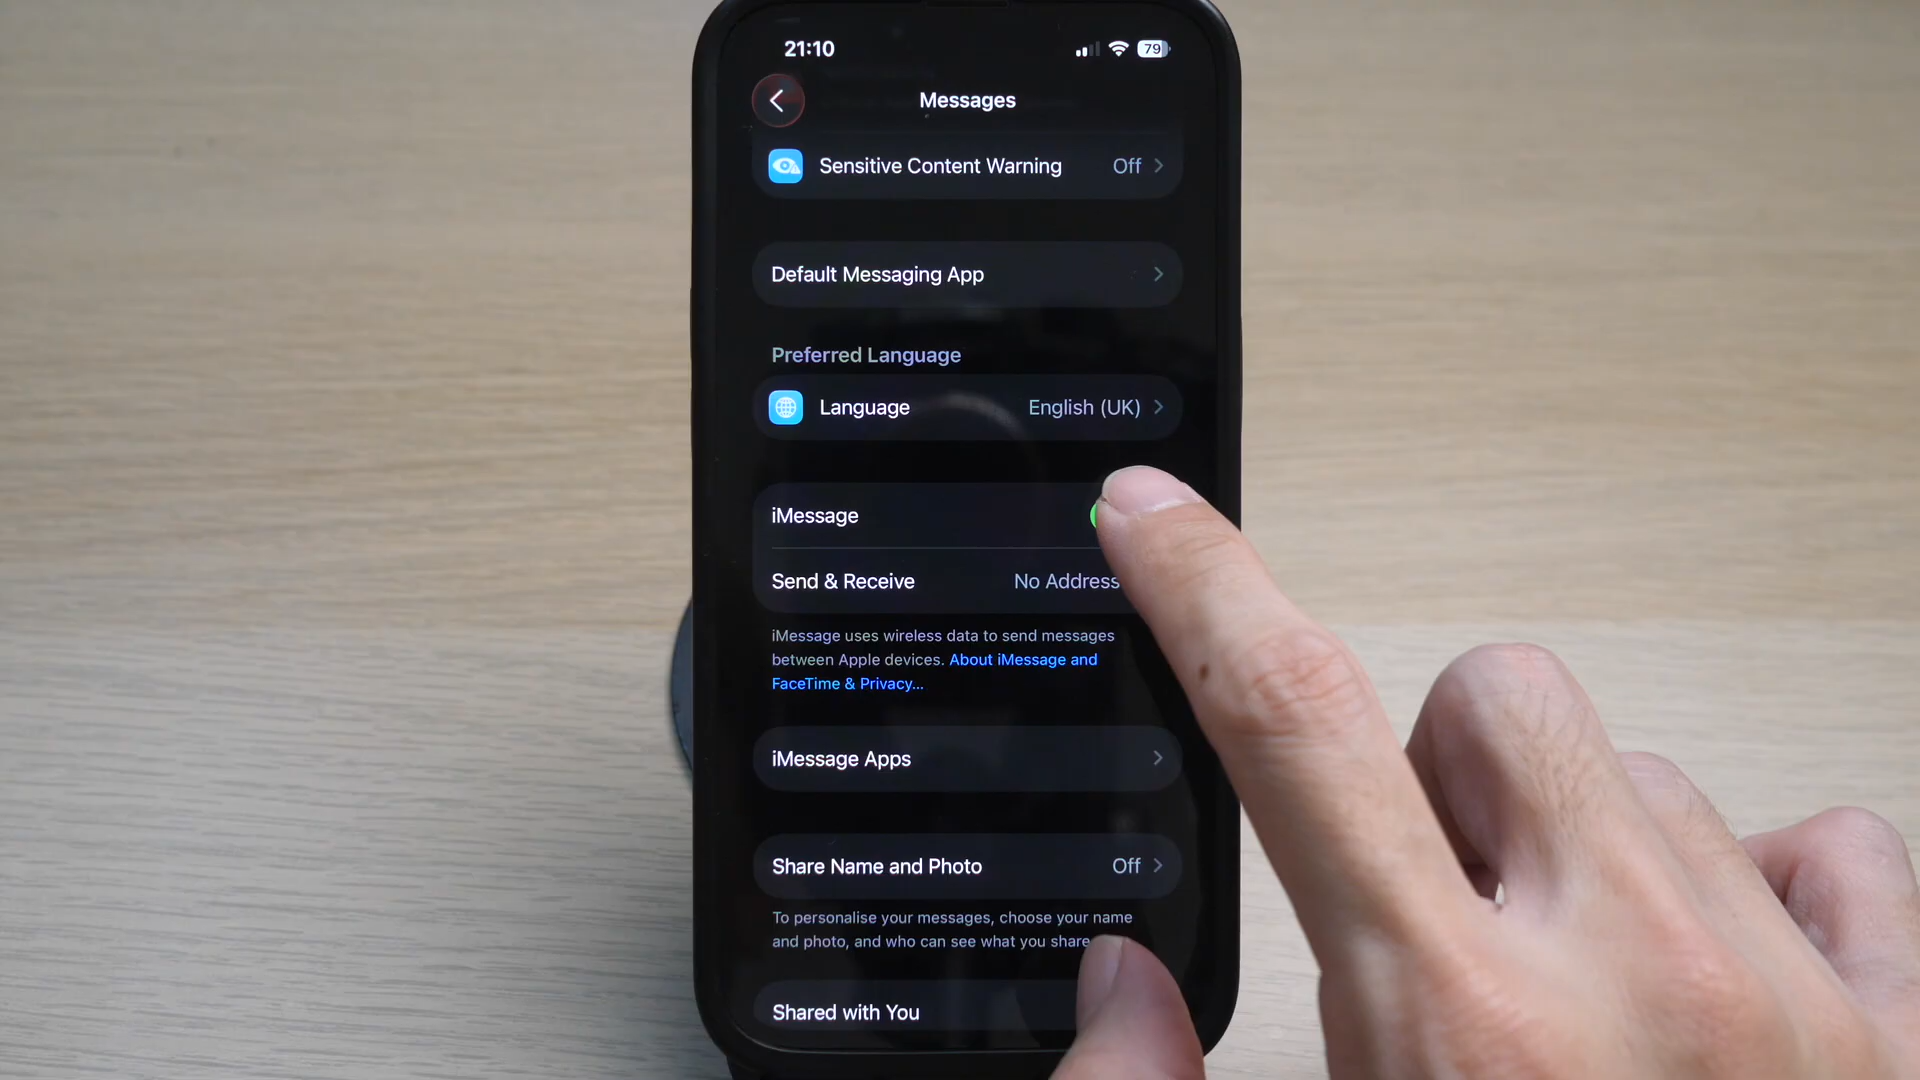 21:10
79
Messages
Sensitive Content Warning Off
Default Messaging App
Preferred Language
Language English (UK)
iMessage
Send & Receive No Address
iMessage uses wireless data to send messages
between Apple devices. About iMessage and
FaceTime & Privacy...
iMessage Apps
Share Name and Photo Off
To personalise your messages, choose your name
and photo, and who can see what you share
Shared with You